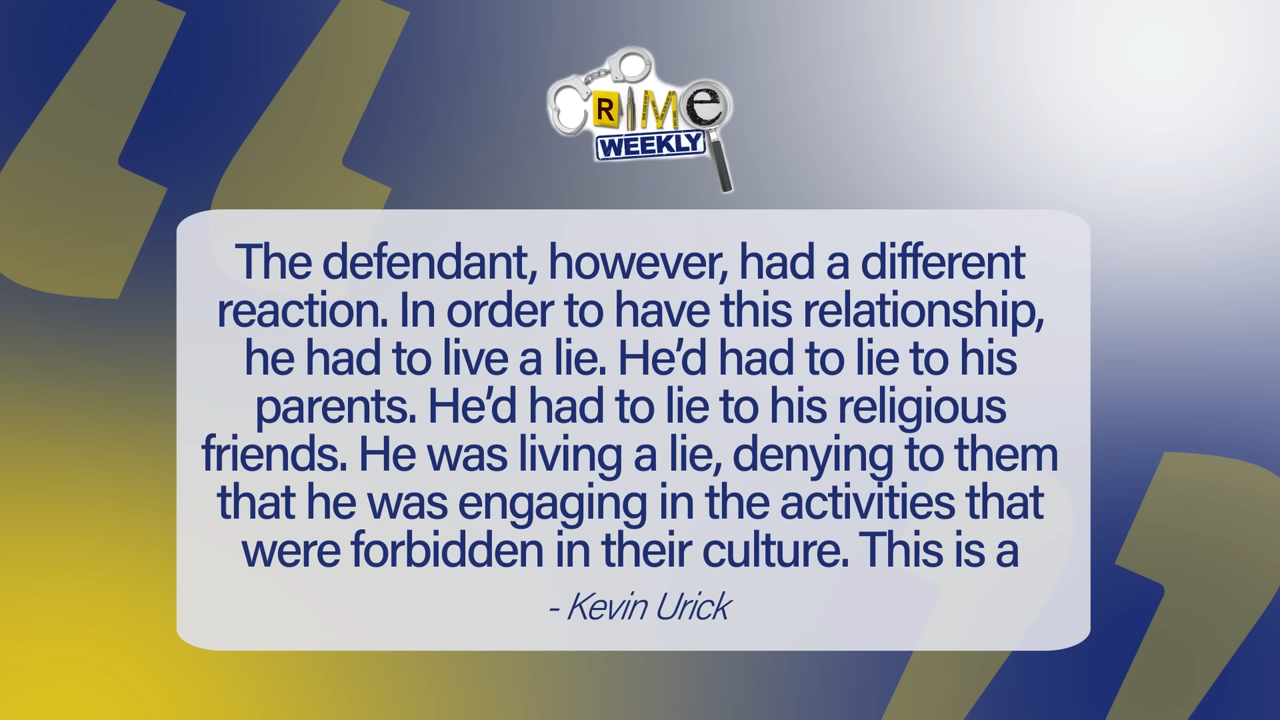 CRIMe
WEEKLY
The defendant, however, had a different
reaction. In order to have this relationship,
he had to live a lie. He’d had to lie to his
parents. He’d had to lie to his religious
friends. He was living a lie, denying to them
that he was engaging in the activities that
were forbidden in their culture. This is a
- Kevin Urick